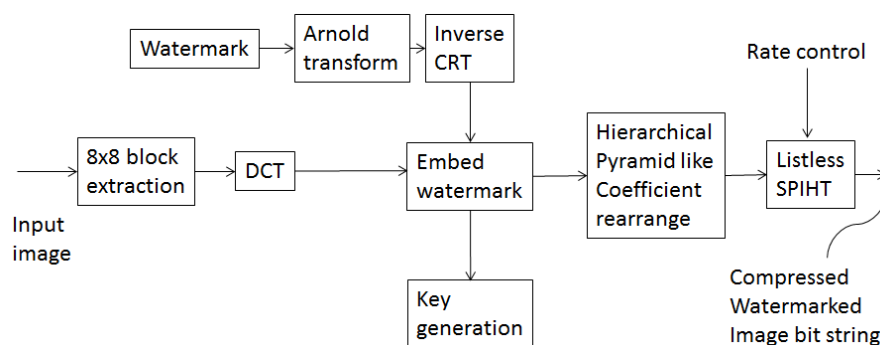 Watermark
Arnold
transform
Inverse
CRT
Rate control
8x8 block
extraction
DCT
Embed
watermark
Hierarchical
Pyramid like
Coefficient
rearrange
Listless
SPIHT
Input
image
Key
generation
Compressed
Watermarked
Image bit string